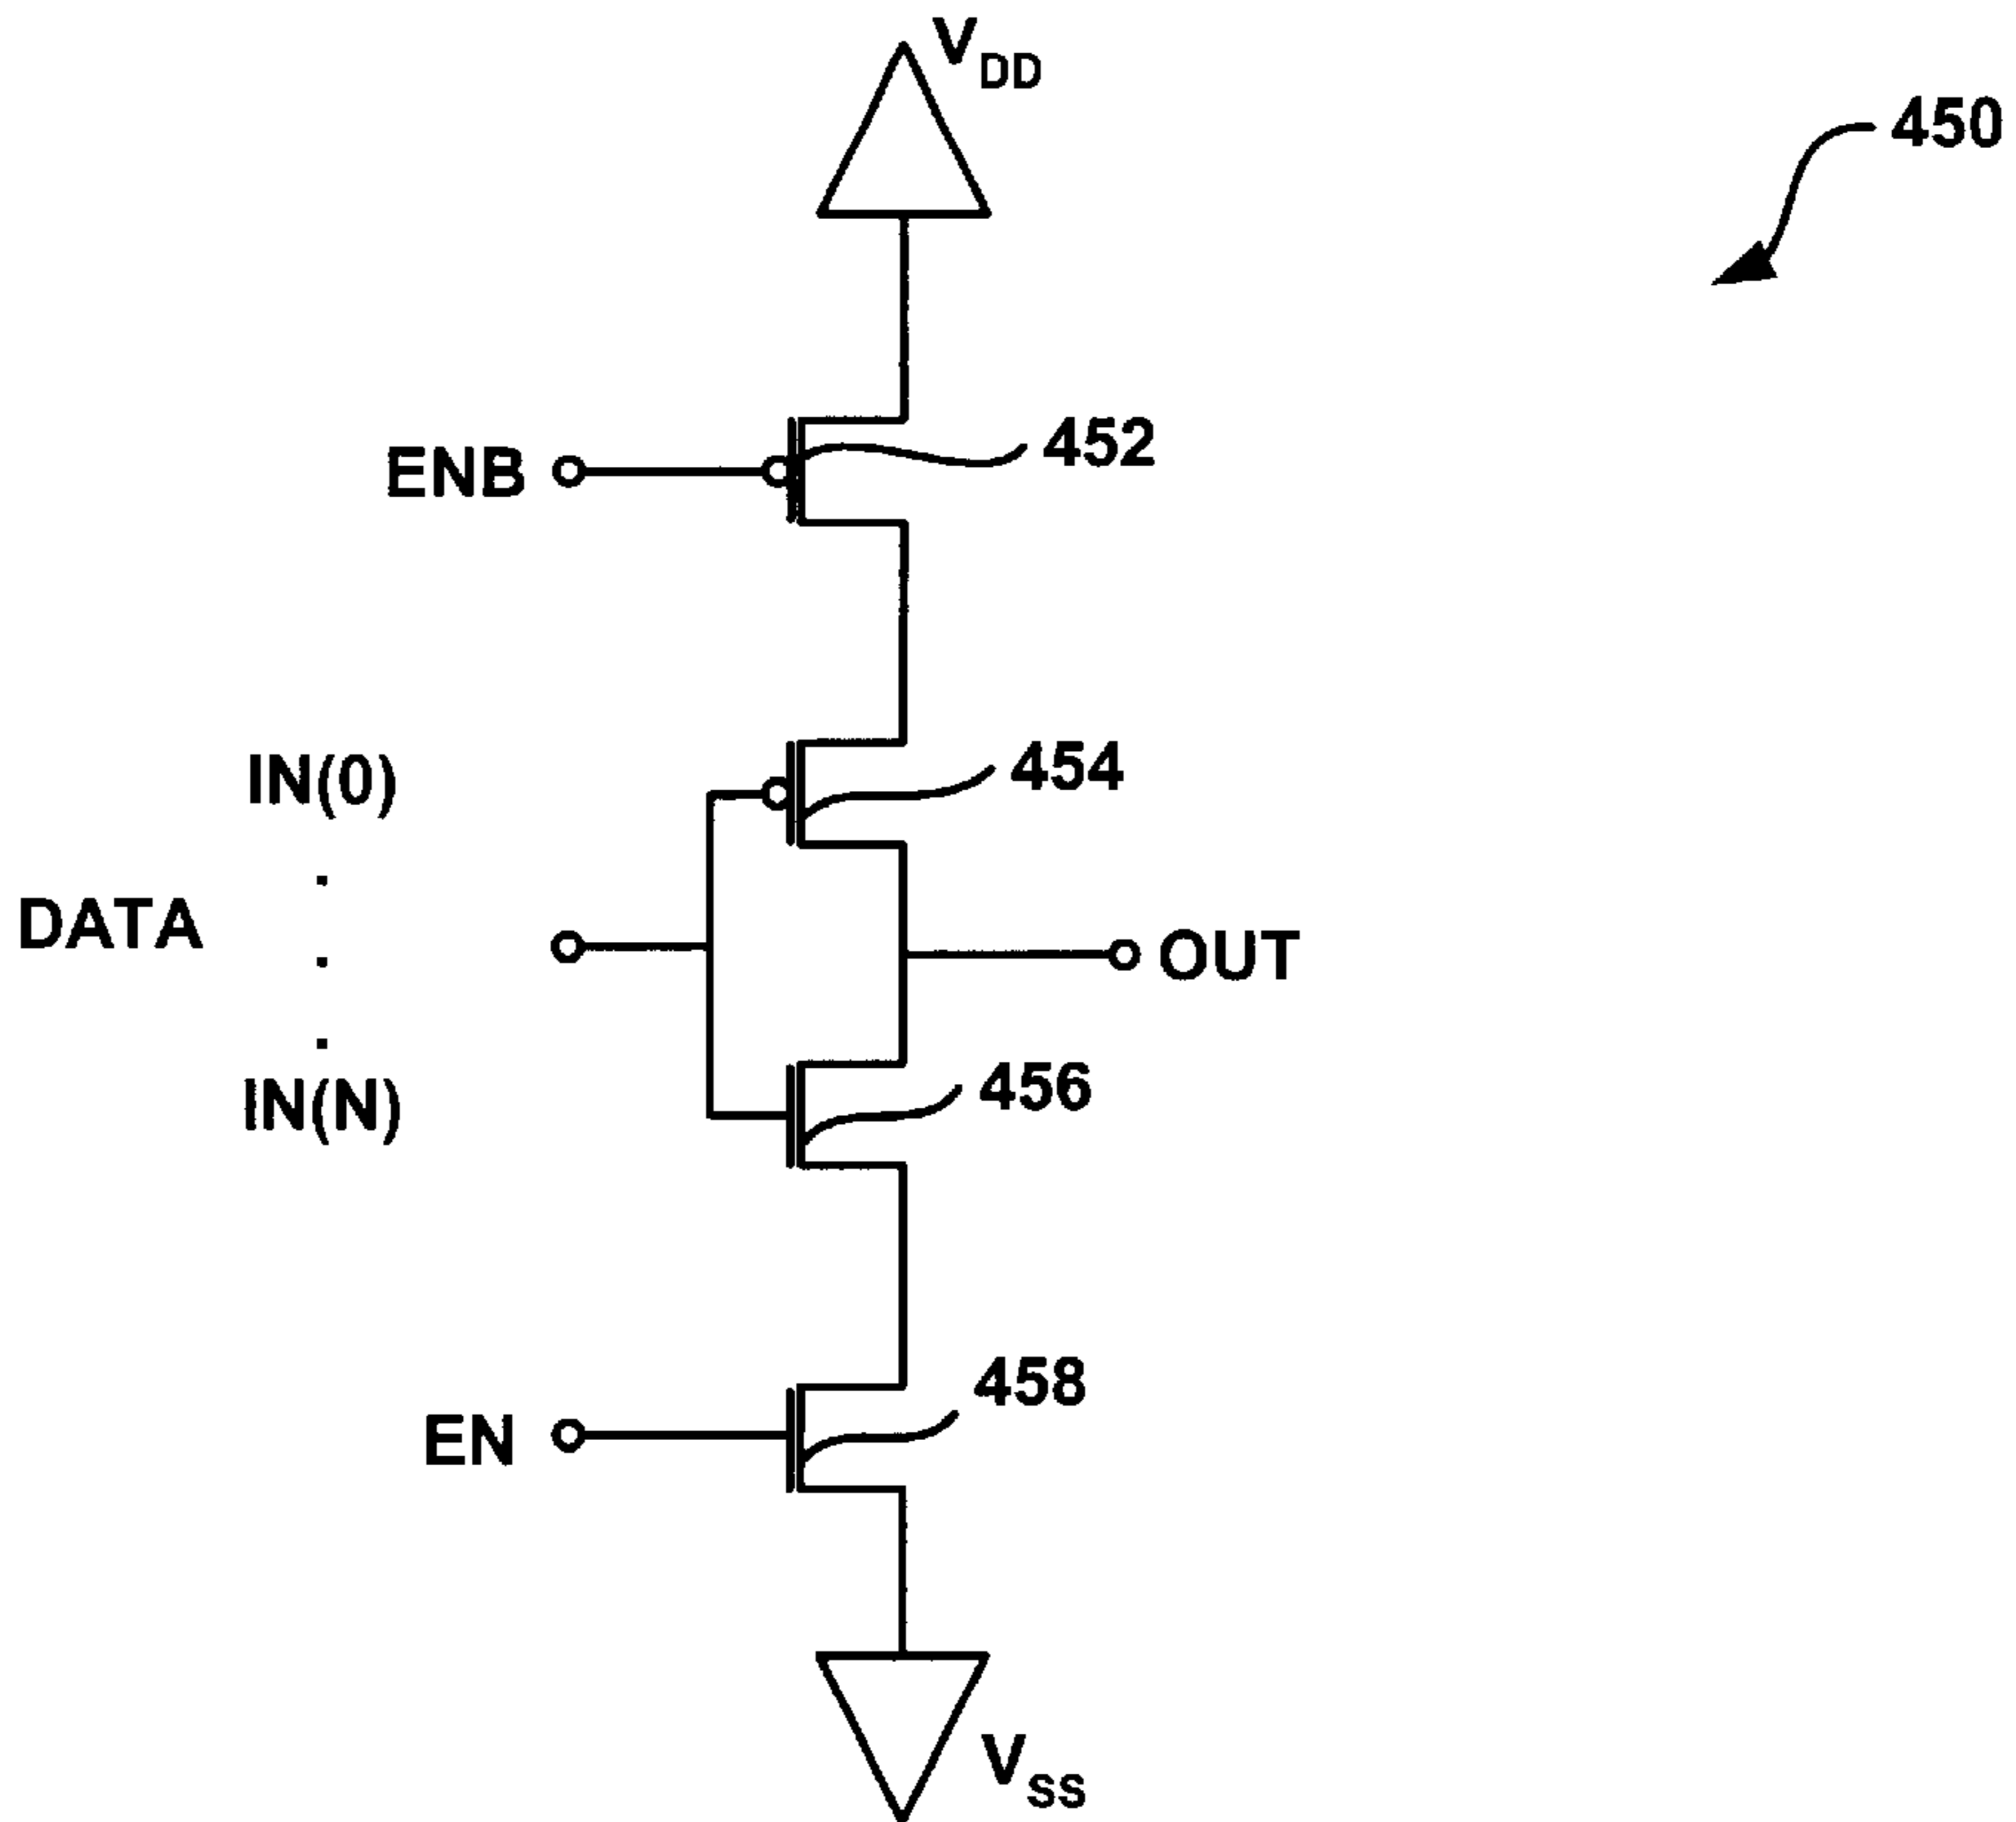 VDD
450
ENB
452
IN(0)
454
DATA
OUT
IN(N)
456
EN
458
VSS